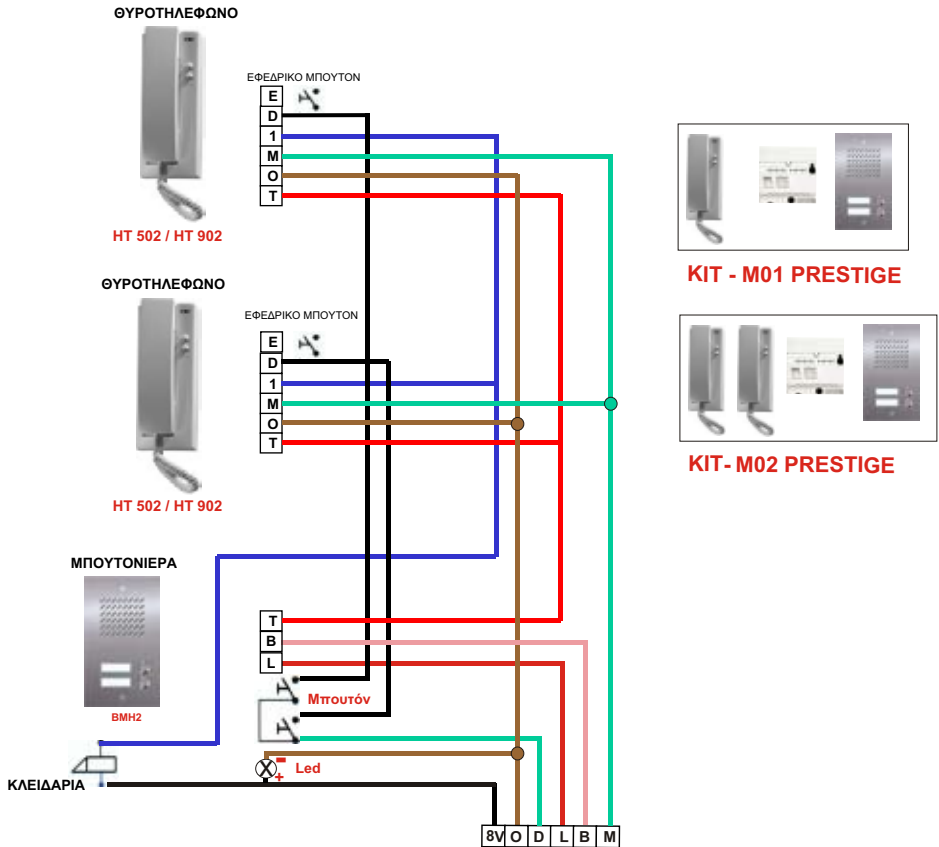 ΘΥΡΟΤΗΛΕΦΩΝΟ
ΕΦΕΔΡΙΚΟ ΜΠΟΥΤΟΝ
E
D
1
M
O
T
HT 502 / HT 902
ΘΥΡΟΤΗΛΕΦΩΝΟ
ΕΦΕΔΡΙΚΟ ΜΠΟΥΤΟΝ
E
D
1
M
O
T
HT 502 / HT 902
ΜΠΟΥΤΟΝΙΕΡΑ
BMH2
T
B
L
Μπουτόν
- Led
+
ΚΛΕΙΔΑΡΙΑ
8V O D L B M
KIT - M01 PRESTIGE
KIT- M02 PRESTIGE